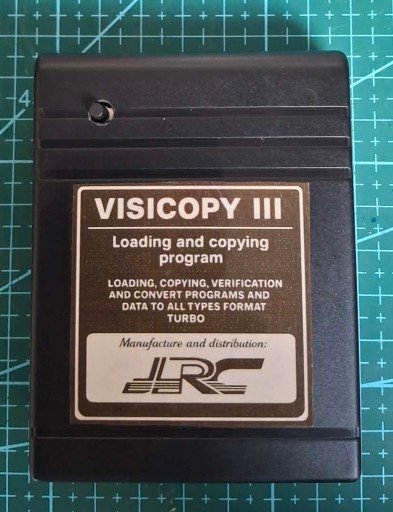 4
VISICOPY III
Loading and copying
program
LOADING, COPYING, VERIFICATION
AND CONVERT PROGRAMS AND
DATA TO ALL TYPES FORMAT
TURBO
Manufacture and distribution:
JRC